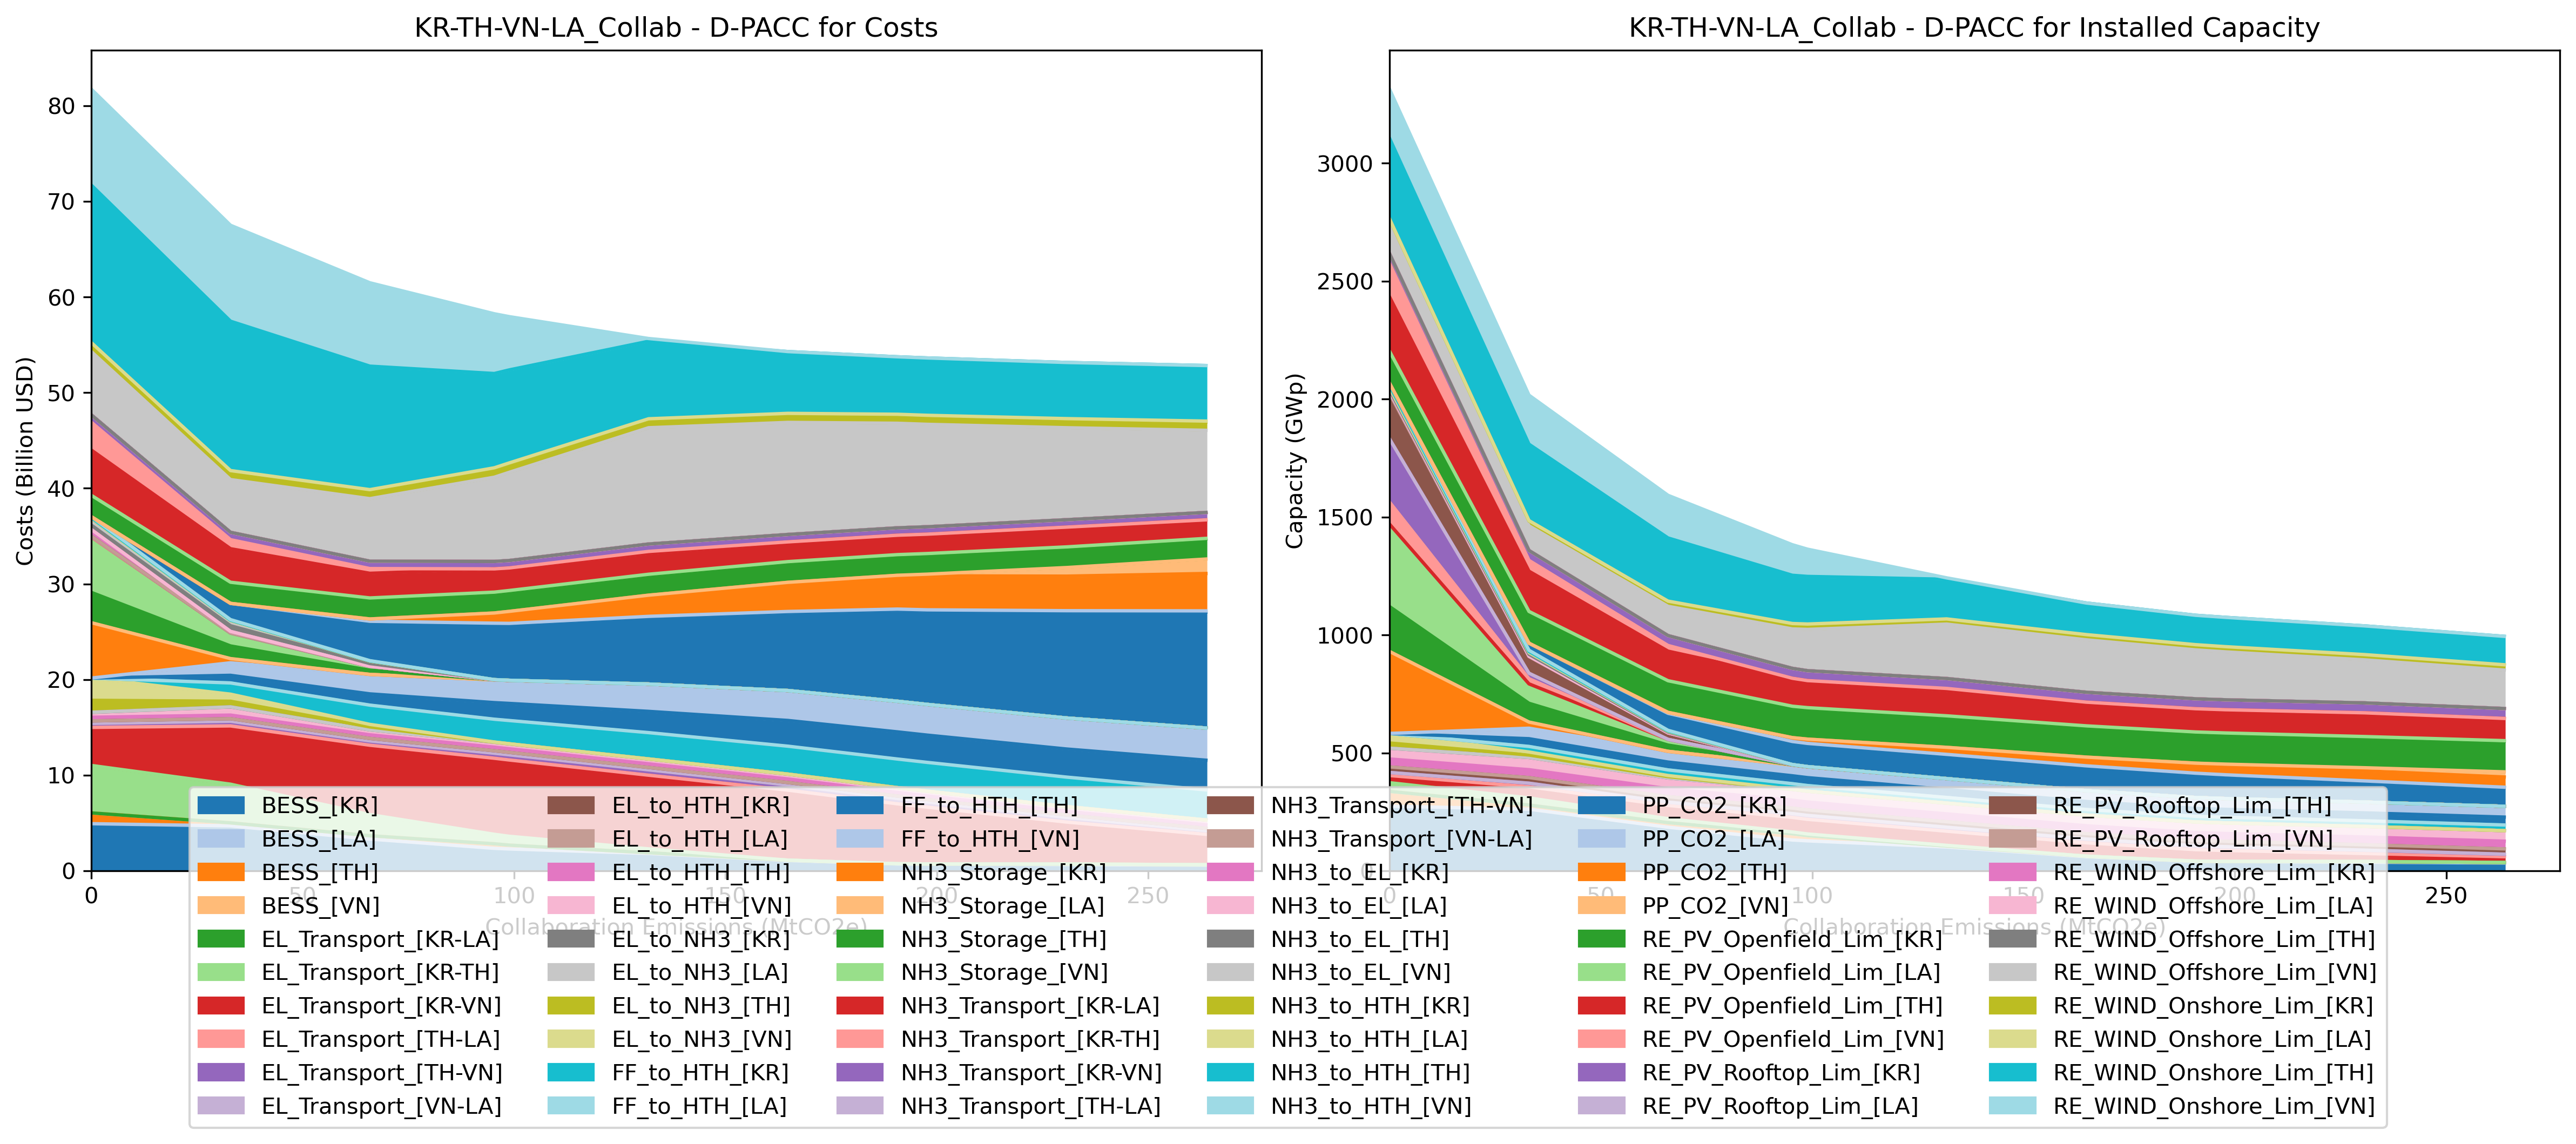 KR-TH-VN-LA_Collab - D-PACC for Costs
Costs (Billion USD)
80
70
60
50
40
30
20
10
0
0 50 100 150 200 250
Collaboration Emissions (MtCO2e)
KR-TH-VN-LA_Collab - D-PACC for Installed Capacity
Capacity (GWp)
3000
2500
2000
1500
1000
500
0
0 50 100 150 200 250
Collaboration Emissions (MtCO2e)
BESS_[KR]
BESS_[LA]
BESS_[TH]
BESS_[VN]
EL_Transport_[KR-LA]
EL_Transport_[KR-TH]
EL_Transport_[KR-VN]
EL_Transport_[TH-LA]
EL_Transport_[TH-VN]
EL_Transport_[VN-LA]
EL_to_HTH_[KR]
EL_to_HTH_[LA]
EL_to_HTH_[TH]
EL_to_HTH_[VN]
EL_to_NH3_[KR]
EL_to_NH3_[LA]
EL_to_NH3_[TH]
EL_to_NH3_[VN]
FF_to_HTH_[KR]
FF_to_HTH_[LA]
FF_to_HTH_[TH]
FF_to_HTH_[VN]
NH3_Storage_[KR]
NH3_Storage_[LA]
NH3_Storage_[TH]
NH3_Storage_[VN]
NH3_Transport_[KR-LA]
NH3_Transport_[KR-TH]
NH3_Transport_[KR-VN]
NH3_Transport_[TH-LA]
NH3_Transport_[TH-VN]
NH3_Transport_[VN-LA]
NH3_to_EL_[KR]
NH3_to_EL_[LA]
NH3_to_EL_[TH]
NH3_to_EL_[VN]
NH3_to_HTH_[KR]
NH3_to_HTH_[LA]
NH3_to_HTH_[TH]
NH3_to_HTH_[VN]
PP_CO2_[KR]
PP_CO2_[LA]
PP_CO2_[TH]
PP_CO2_[VN]
RE_PV_Openfield_Lim_[KR]
RE_PV_Openfield_Lim_[LA]
RE_PV_Openfield_Lim_[TH]
RE_PV_Openfield_Lim_[VN]
RE_PV_Rooftop_Lim_[KR]
RE_PV_Rooftop_Lim_[LA]
RE_PV_Rooftop_Lim_[TH]
RE_PV_Rooftop_Lim_[VN]
RE_WIND_Offshore_Lim_[KR]
RE_WIND_Offshore_Lim_[LA]
RE_WIND_Offshore_Lim_[TH]
RE_WIND_Offshore_Lim_[VN]
RE_WIND_Onshore_Lim_[KR]
RE_WIND_Onshore_Lim_[LA]
RE_WIND_Onshore_Lim_[TH]
RE_WIND_Onshore_Lim_[VN]